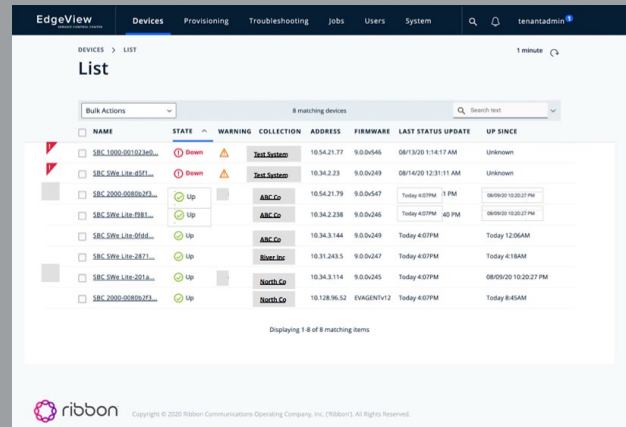 EdgeView Devices Provisioning Troubleshooting Jobs Users System tenantadmin
SERVICE CONTROL CENTER
DEVICES > LIST 1 minute
List
Bulk Actions 8 matching devices Search text
NAME STATE WARNING COLLECTION ADDRESS FIRMWARE LAST STATUS UPDATE UP SINCE
SBC 1000-001023e0... Down Test System 10.54.21.77 9.0.0v546 08/13/20 1:14:17 AM Unknown
SBC SWe Lite-d5f1... Down Test System 10.34.2.23 9.0.0v249 08/14/20 12:31:11 AM Unknown
SBC 2000-0080b2f3... Up ABC Co 10.54.21.79 9.0.0v547 Today 4:07PM 1 PM 08/09/20 10:20:27 PM
SBC SWe Lite-f981... Up ABC Co 10.34.2.238 9.0.0v246 Today 4:07PM 40 PM 08/09/20 10:20:27 PM
SBC SWe Lite-0fdd... Up ABC Co 10.34.3.144 9.0.0v249 Today 4:07PM Today 12:06AM
SBC SWe Lite-2871... Up River Inc 10.31.243.5 9.0.0v247 Today 4:07PM Today 4:18AM
SBC SWe Lite-201a... Up North Co 10.34.3.114 9.0.0v245 Today 4:07PM 08/09/20 10:20:27 PM
SBC 2000-0080b2f3... Up North Co 10.128.96.52 EVAGENTv12 Today 4:07PM Today 8:45AM
Displaying 1-8 of 8 matching items
ribbon Copyright © 2020 Ribbon Communications Operating Company, Inc. ('Ribbon'). All Rights Reserved.